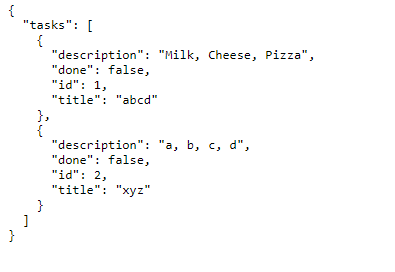 {
  "tasks": [
    {
      "description": "Milk, Cheese, Pizza",
      "done": false,
      "id": 1,
      "title": "abcd"
    },
    {
      "description": "a, b, c, d",
      "done": false,
      "id": 2,
      "title": "xyz"
    }
  ]
}